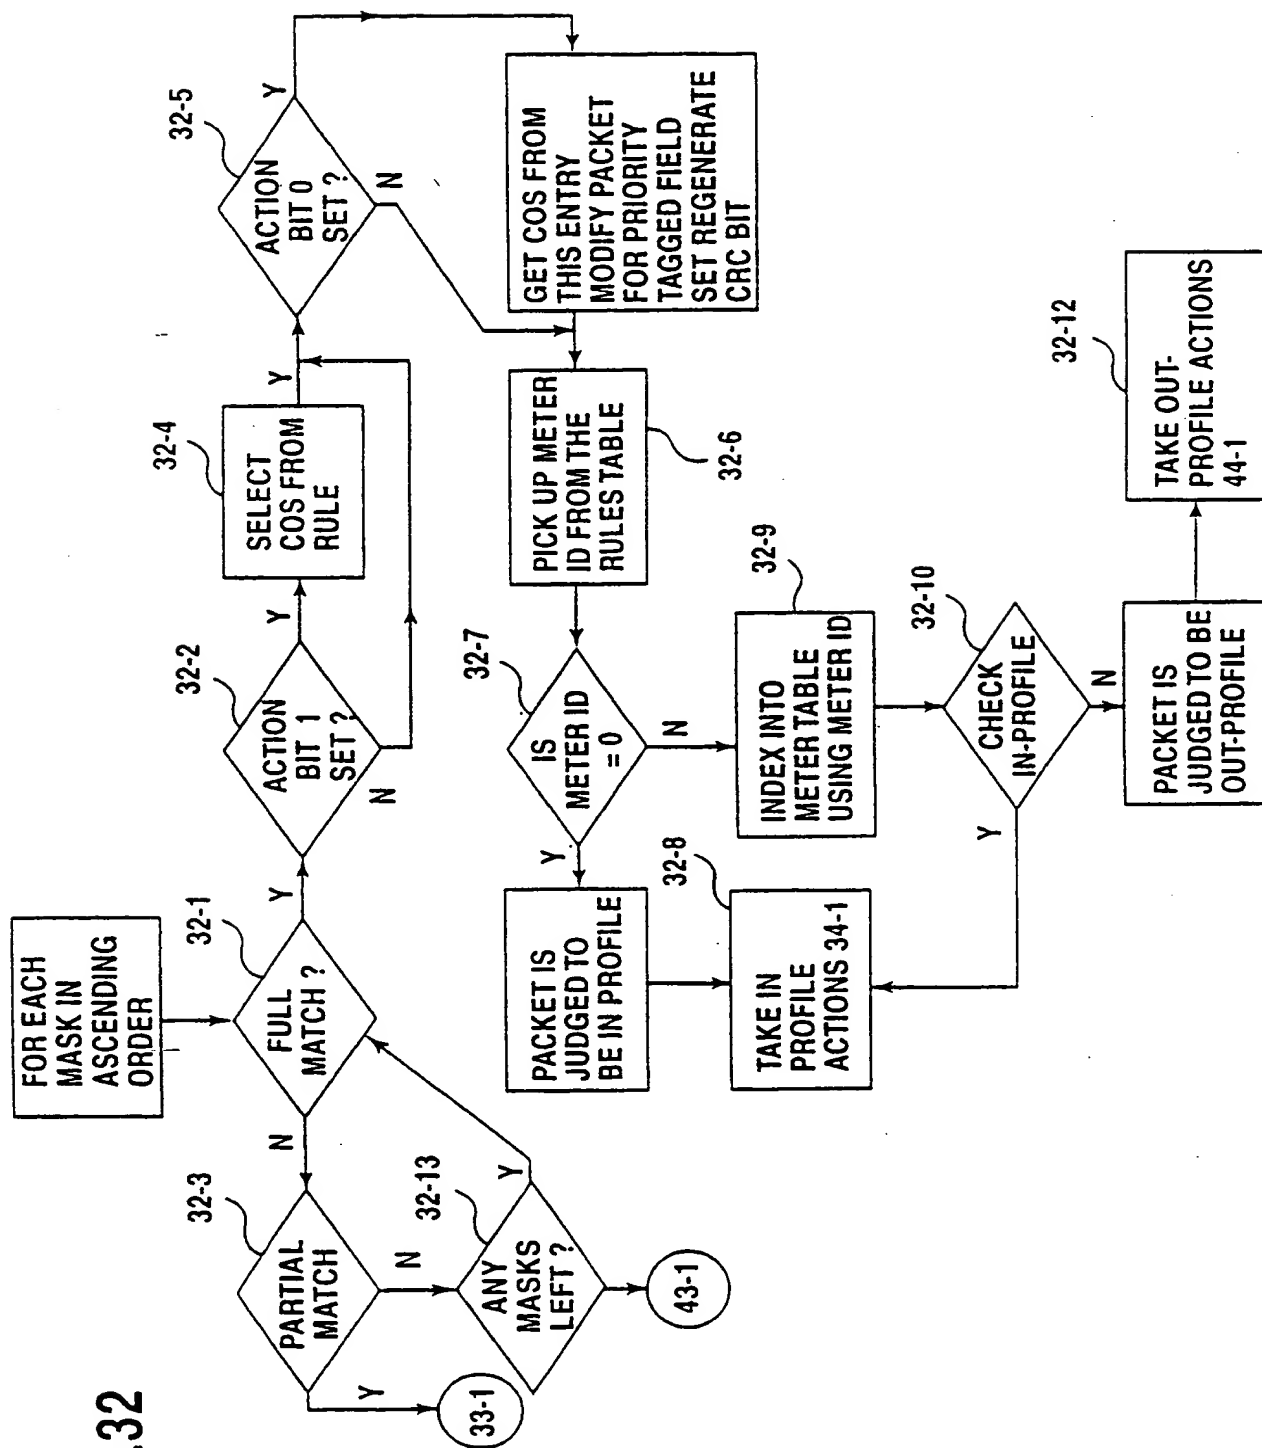 .32
FOR EACH
MASK IN
ASCENDING
ORDER
32-1
FULL
MATCH ?
Y
N
32-2
ACTION
BIT 1
SET ?
Y
N
32-4
SELECT
COS FROM
RULE
Y
32-5
ACTION
BIT 0
SET ?
Y
N
GET COS FROM
THIS ENTRY
MODIFY PACKET
FOR PRIORITY
TAGGED FIELD
SET REGENERATE
CRC BIT
32-3
PARTIAL
MATCH
Y
N
33-1
32-13
ANY
MASKS
LEFT ?
Y
43-1
PICK UP METER
ID FROM THE
RULES TABLE
32-6
32-7
IS
METER ID
= 0
Y
N
PACKET IS
JUDGED TO
BE IN PROFILE
32-8
TAKE IN
PROFILE
ACTIONS 34-1
32-9
INDEX INTO
METER TABLE
USING METER ID
32-10
CHECK
IN-PROFILE
Y
N
PACKET IS
JUDGED TO BE
OUT-PROFILE
32-12
TAKE OUT-
PROFILE ACTIONS
44-1